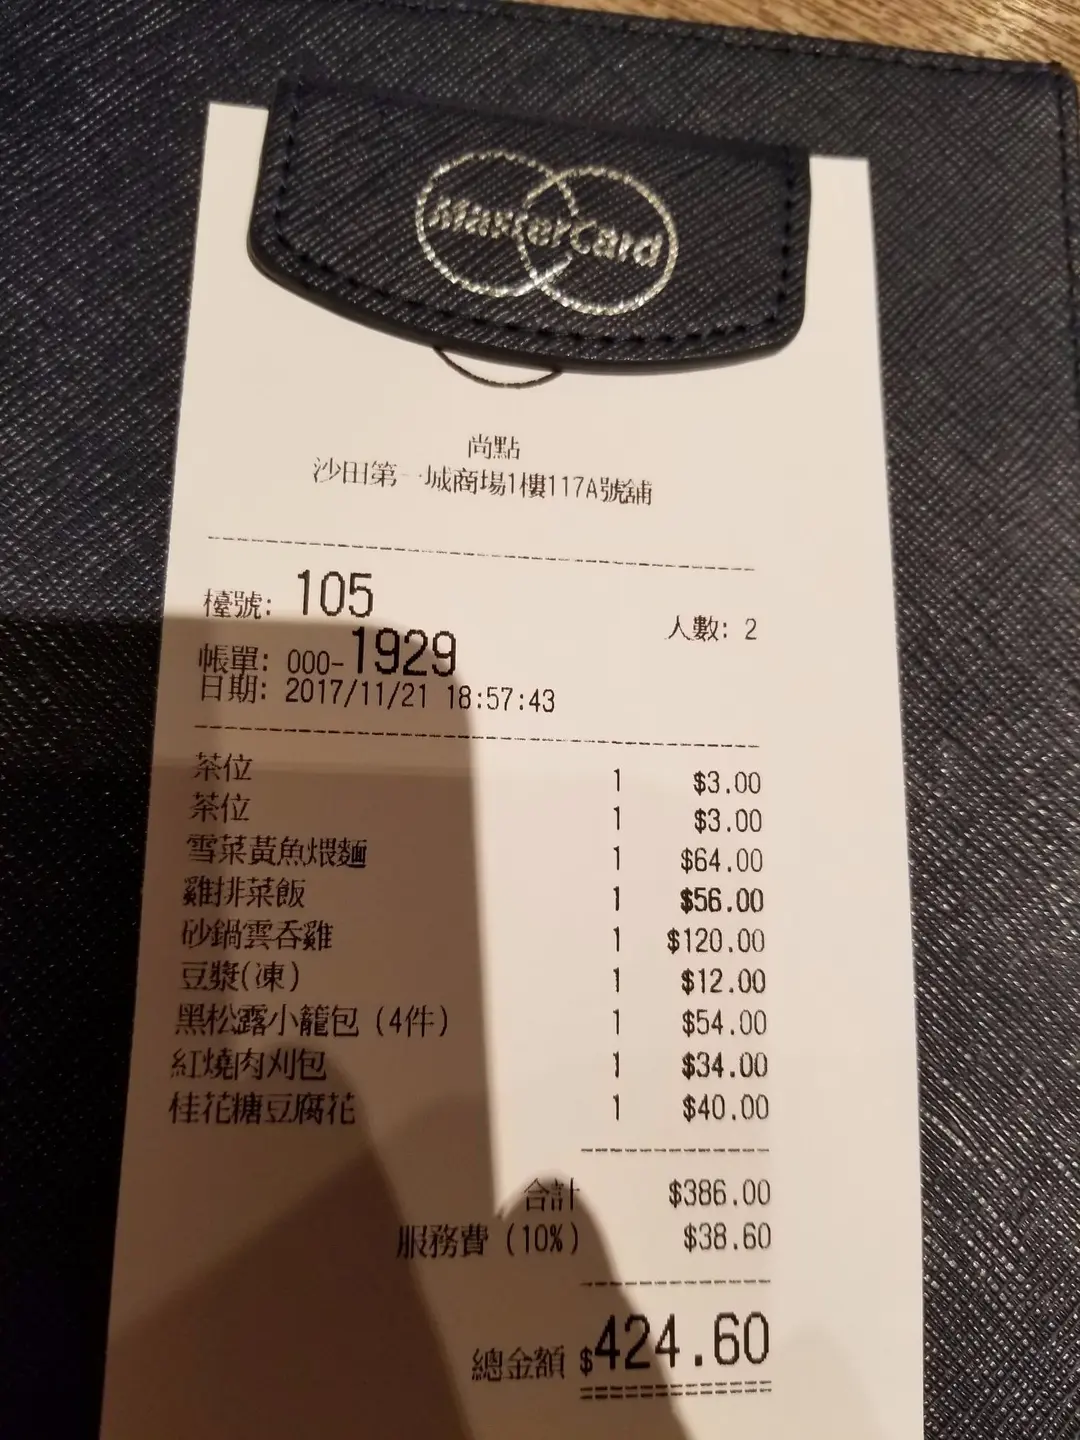 MasterCard
尚點
沙田第一城商場1樓117A號舖
檯號: 105 人數: 2
帳單: 000-1929
日期: 2017/11/21 18:57:43
茶位 1 $3.00
茶位 1 $3.00
雪菜黃魚煨麵 1 $64.00
雞排菜飯 1 $56.00
砂鍋雲吞雞 1 $120.00
豆漿(凍) 1 $12.00
黑松露小籠包 (4件) 1 $54.00
紅燒肉刈包 1 $34.00
桂花糖豆腐花 1 $40.00
合計 $386.00
服務費 (10%) $38.60
總金額 $424.60